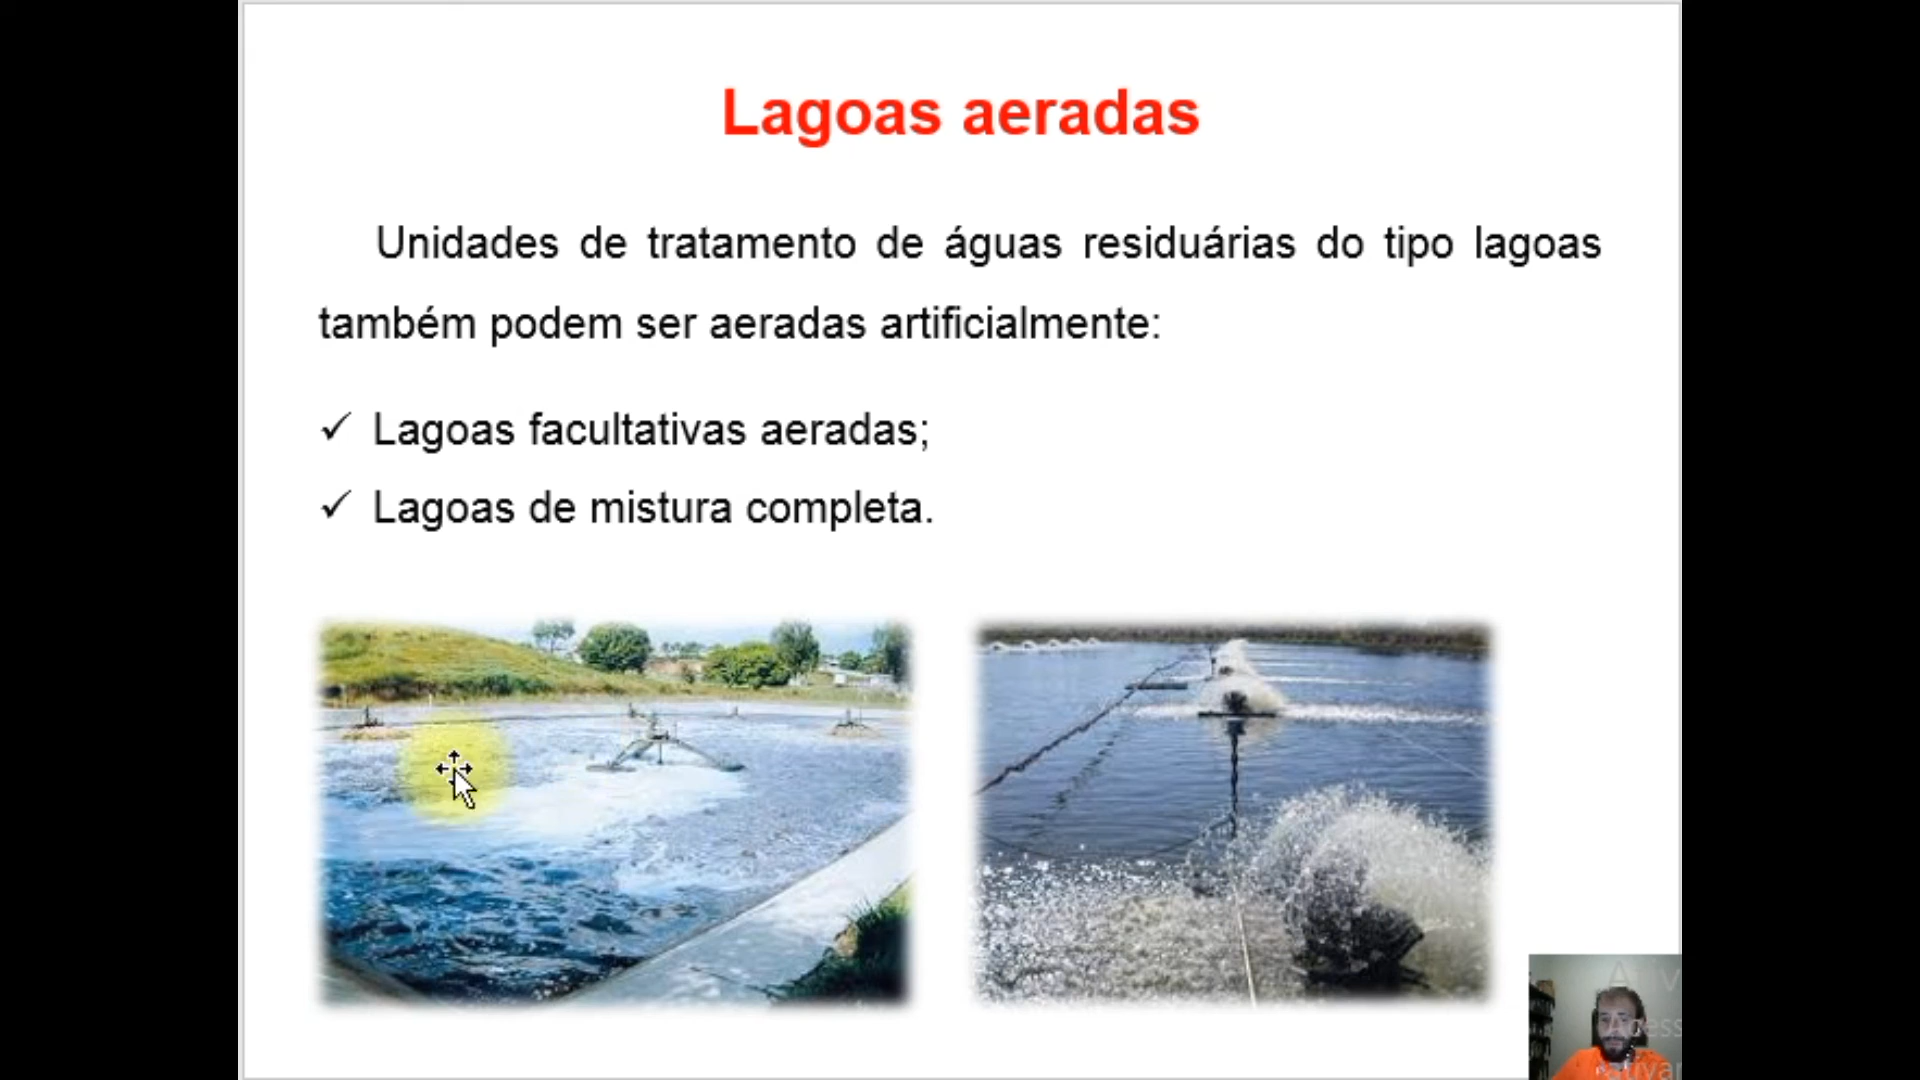 Lagoas aeradas
Unidades de tratamento de águas residuárias do tipo lagoas
também podem ser aeradas artificialmente:
✓ Lagoas facultativas aeradas;
✓ Lagoas de mistura completa.